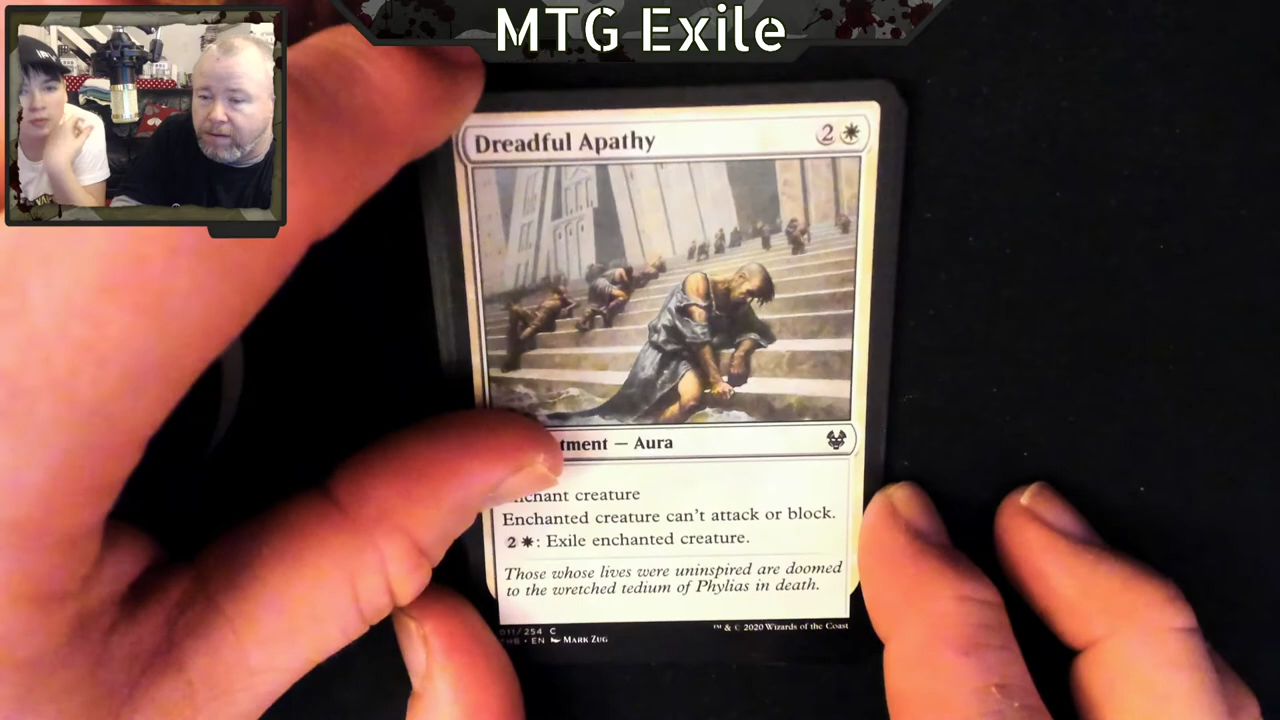 MTG Exile
Dreadful Apathy 2
tment — Aura
nchant creature
Enchanted creature can't attack or block.
2 : Exile enchanted creature.
Those whose lives were uninspired are doomed
to the wretched tedium of Phylias in death.
011/254 C
™ & © 2020 Wizards of the Coast
EN Mark Zug